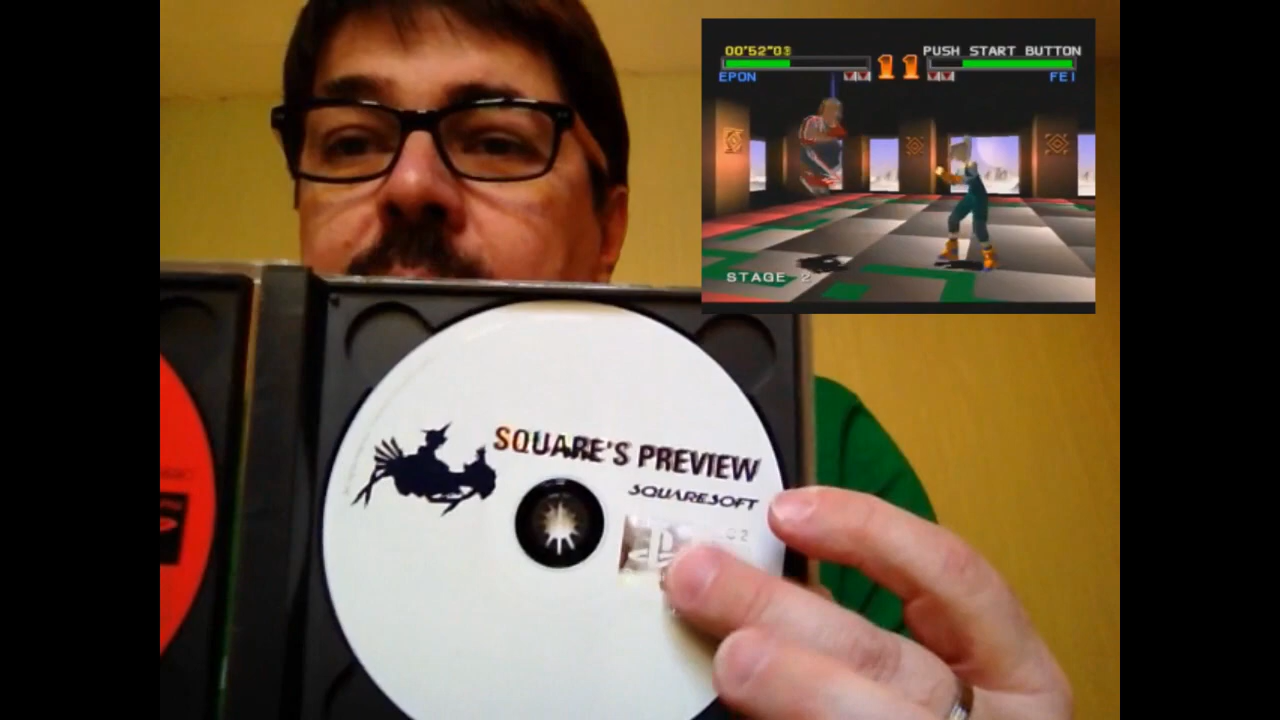 00'52"03
PUSH START BUTTON
11
EPON
FEI
STAGE 2
SQUARE'S PREVIEW
SQUARESOFT